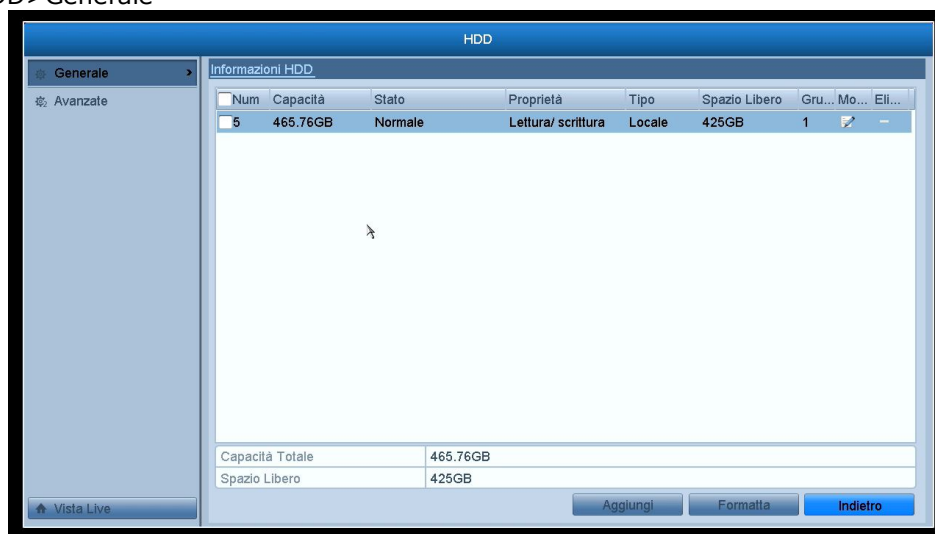 Generale
HDD
Generale
Avanzate
Vista Live
Informazioni HDD
Num Capacità Stato Proprietà Tipo Spazio Libero Gru... Mo... Eli...
5 465.76GB Normale Lettura/ scrittura Locale 425GB 1 –
Capacità Totale 465.76GB
Spazio Libero 425GB
Aggiungi Formatta Indietro